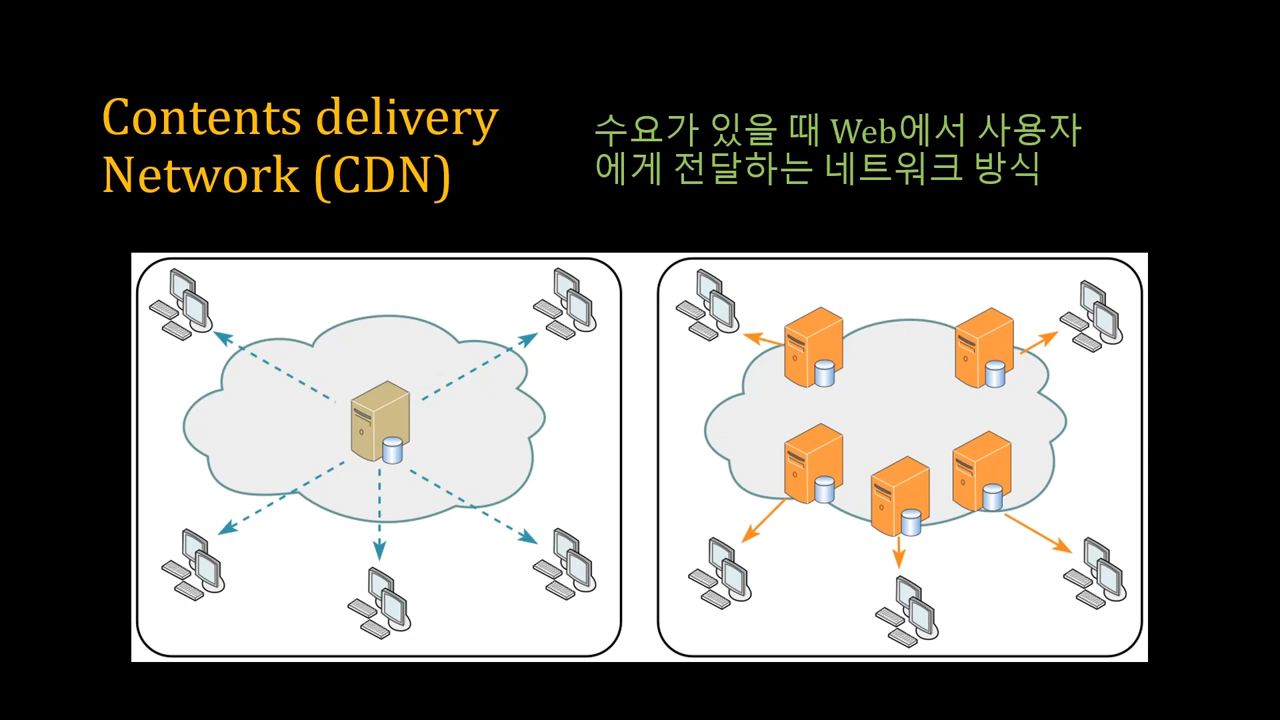 Contents delivery
Network (CDN)
수요가 있을 때 Web에서 사용자
에게 전달하는 네트워크 방식